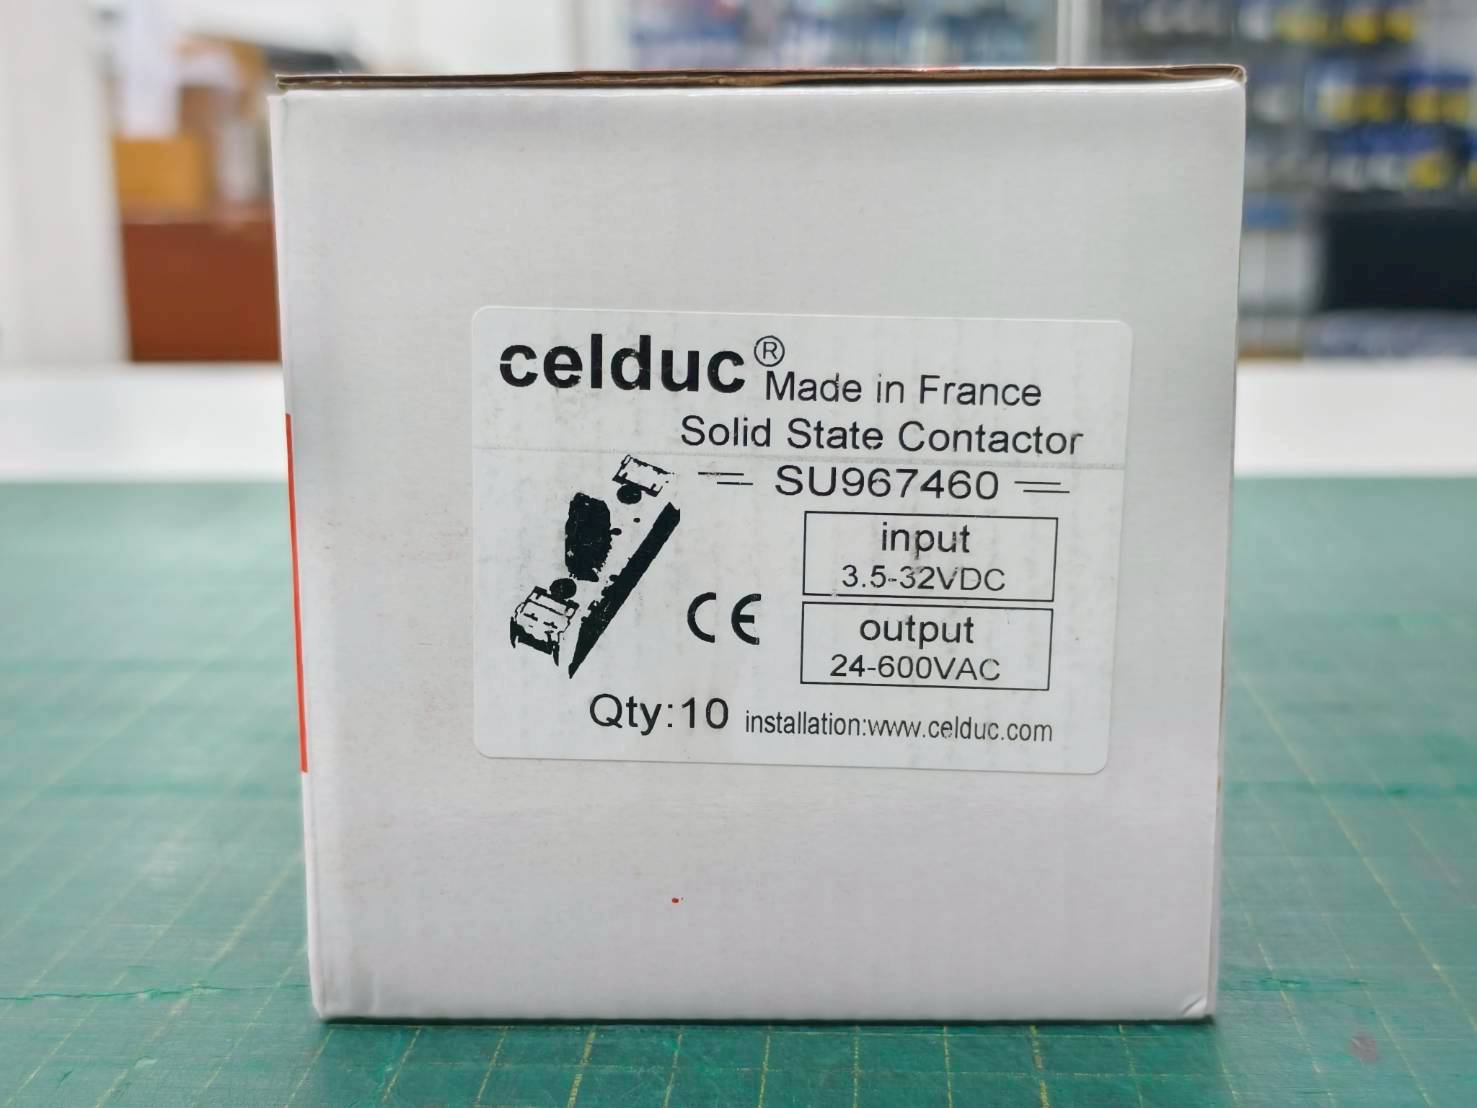 celduc® Made in France
Solid State Contactor
SU967460
input
3.5-32VDC
CE
output
24-600VAC
Qty:10 installation:www.celduc.com